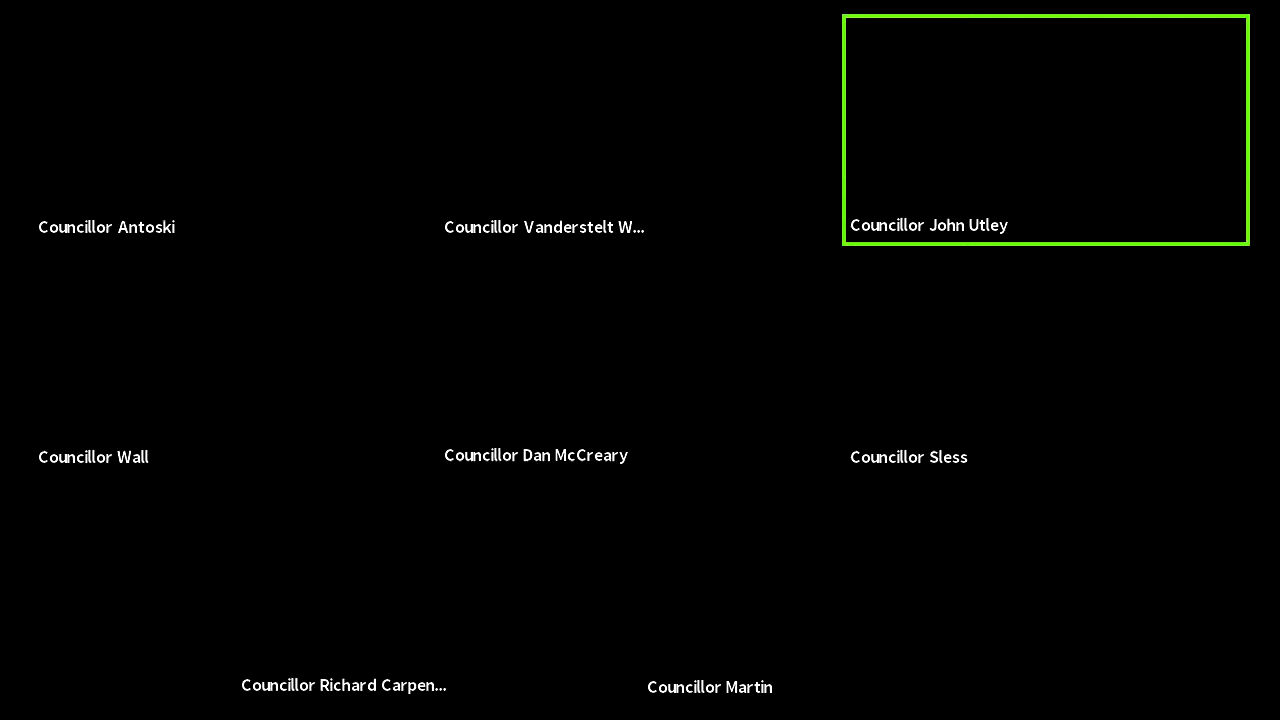 Councillor Antoski
Councillor Vanderstelt W...
Councillor John Utley
Councillor Wall
Councillor Dan McCreary
Councillor Sless
Councillor Richard Carpen...
Councillor Martin